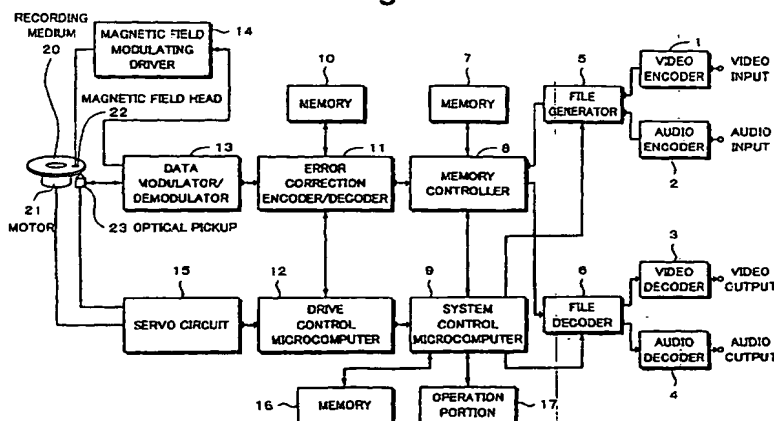 RECORDING
MEDIUM
20
MAGNETIC FIELD
MODULATING
DRIVER
14
MAGNETIC FIELD HEAD
22
10
MEMORY
7
MEMORY
5
FILE
GENERATOR
1
VIDEO
ENCODER
VIDEO
INPUT
AUDIO
ENCODER
AUDIO
INPUT
2
13
DATA
MODULATOR/
DEMODULATOR
11
ERROR
CORRECTION
ENCODER/DECODER
8
MEMORY
CONTROLLER
21
MOTOR
23 OPTICAL PICKUP
15
SERVO CIRCUIT
12
DRIVE
CONTROL
MICROCOMPUTER
9
SYSTEM
CONTROL
MICROCOMPUTER
6
FILE
DECODER
3
VIDEO
DECODER
VIDEO
OUTPUT
AUDIO
DECODER
AUDIO
OUTPUT
4
16
MEMORY
OPERATION
PORTION
17